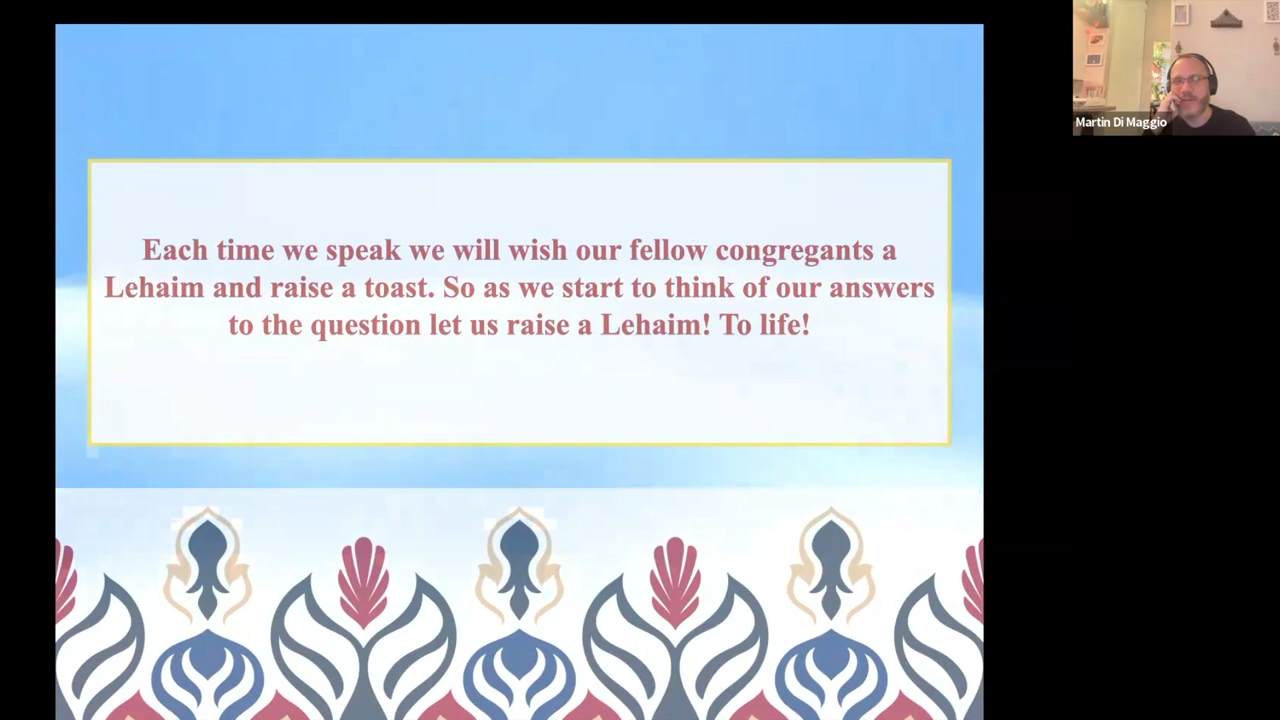 Each time we speak we will wish our fellow congregants a
Lehaim and raise a toast. So as we start to think of our answers
to the question let us raise a Lehaim! To life!
Martin Di Maggio